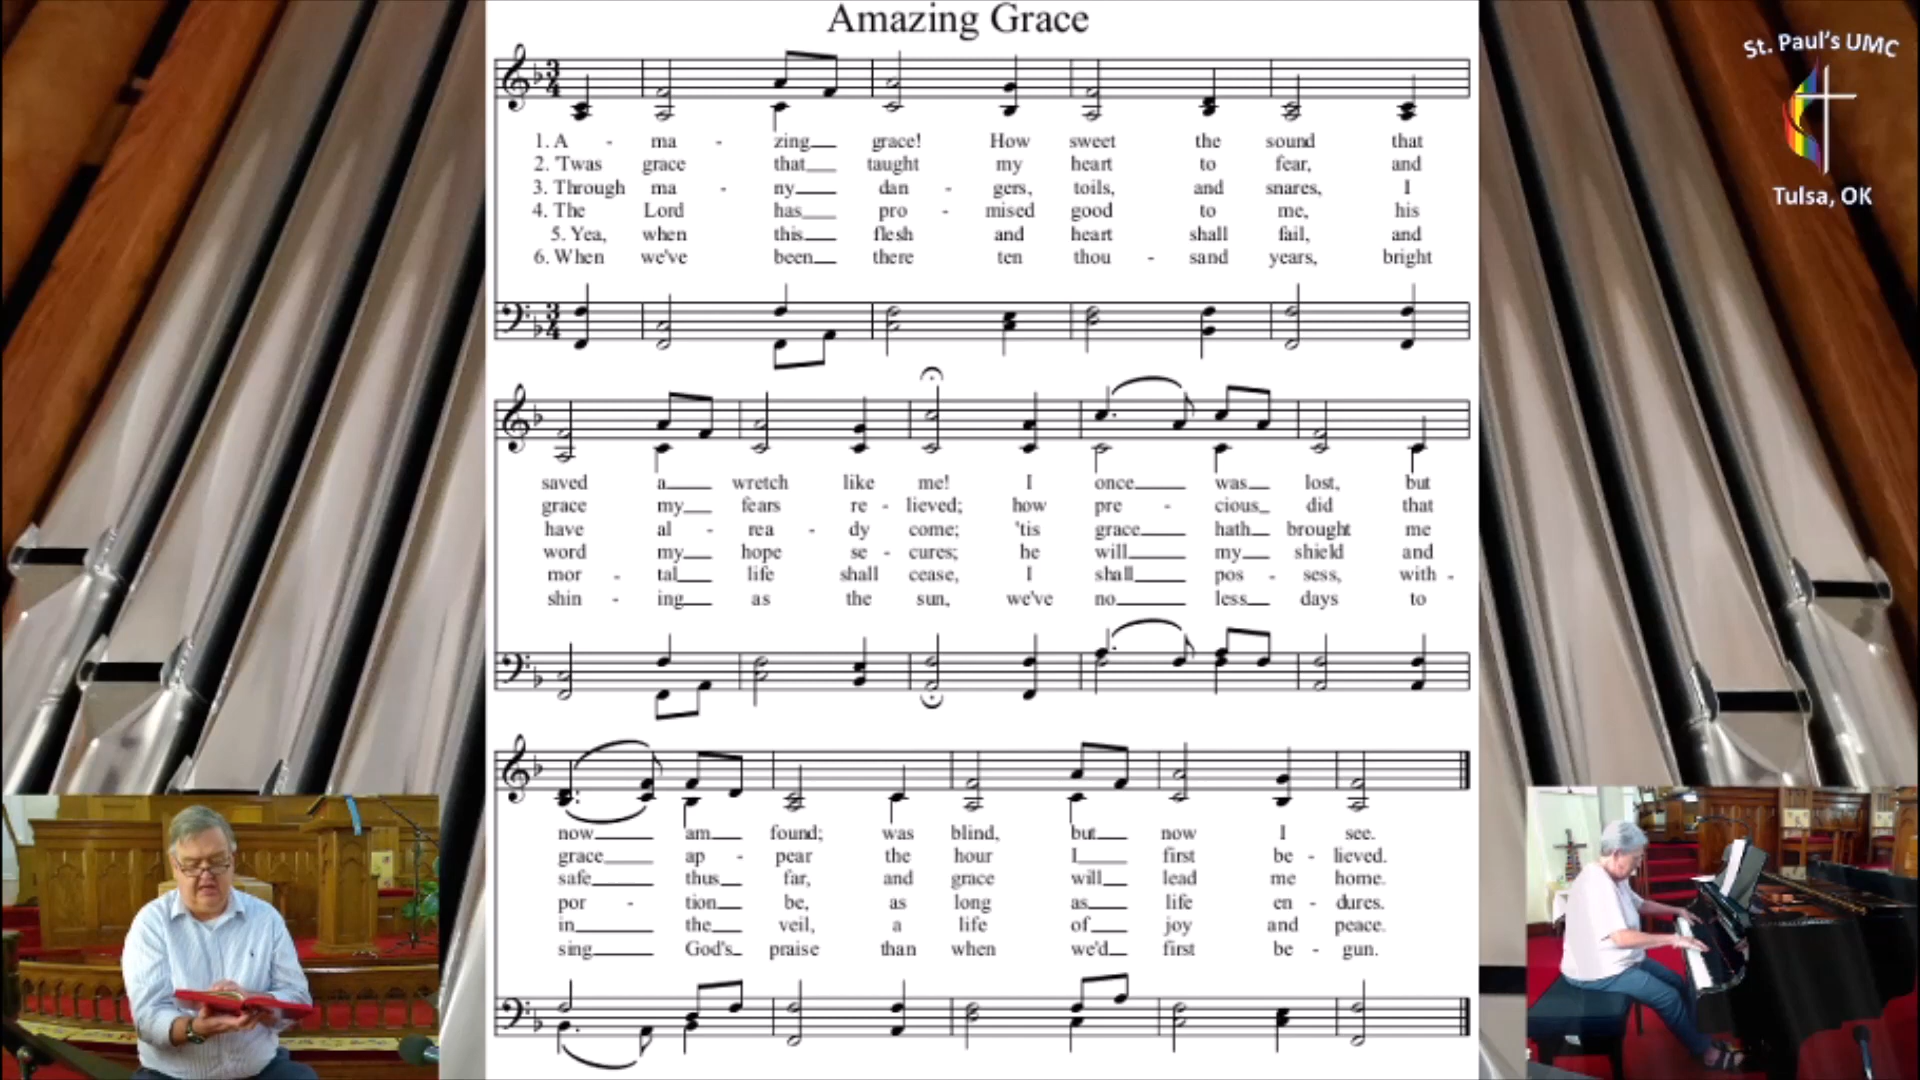 Amazing Grace
St. Paul's UMC
Tulsa, OK
1. A - ma - zing grace! How sweet the sound that
2. 'Twas grace that taught my heart to fear, and
3. Through ma - ny dan - gers, toils, and snares, I
4. The Lord has pro - mised good to me, his
5. Yea, when this flesh and heart shall fail, and
6. When we've been there ten thou - sand years, bright
saved a wretch like me! I once was lost, but
grace my fears re - lieved; how pre - cious did that
have al - rea - dy come; 'tis grace hath brought me
word my hope se - cures; he will my shield and
mor - tal life shall cease, I shall pos - sess, with -
shin - ing as the sun, we've no less days to
now am found; was blind, but now I see.
grace ap - pear the hour I first be - lieved.
safe thus far, and grace will lead me home.
por - tion be, as long as life en - dures.
in the veil, a life of joy and peace.
sing God's praise than when we'd first be - gun.